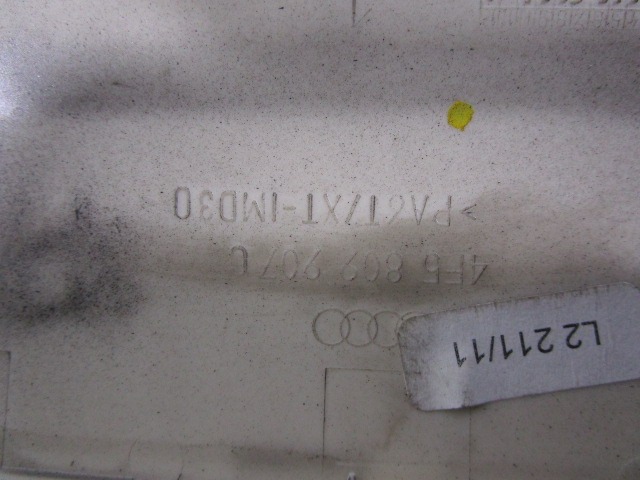 L2 211/11
4F5 809 907 C
>PA6T/XT-IMD30